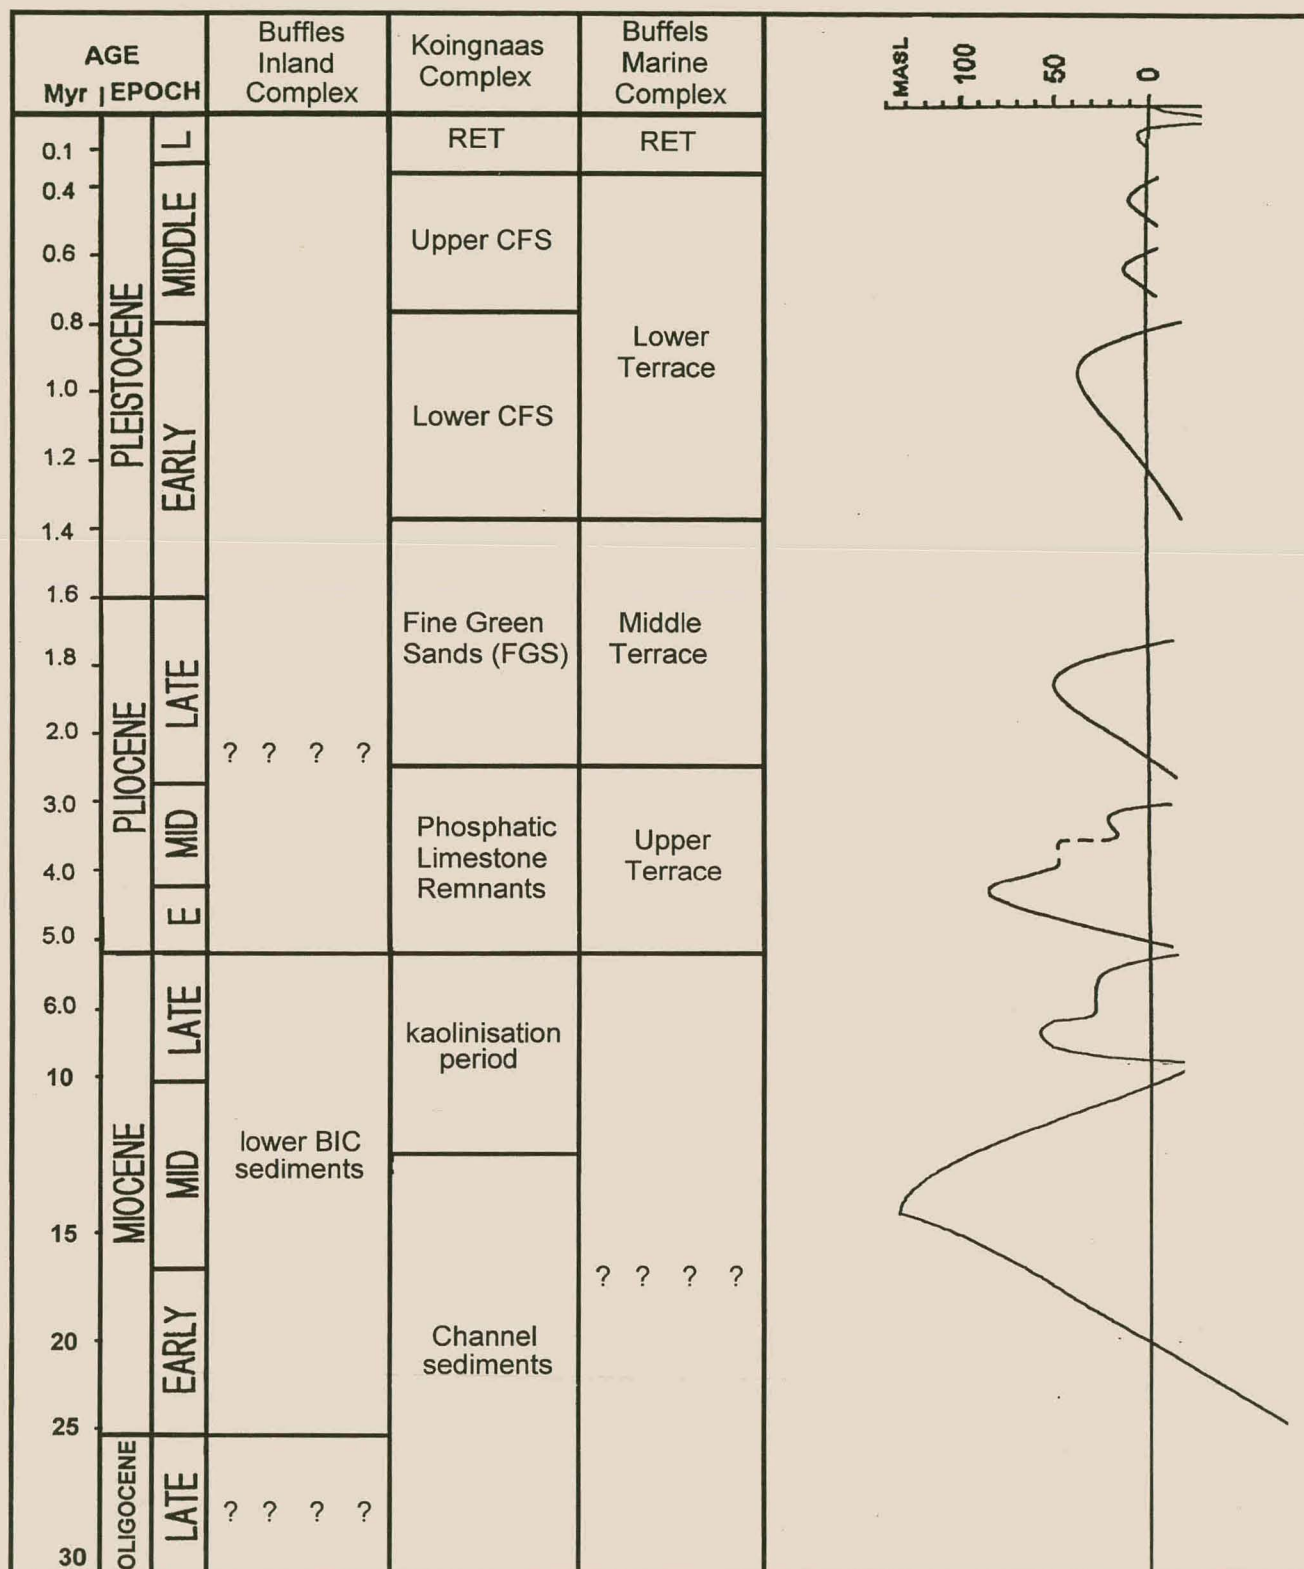 AGE
Myr | EPOCH
Buffles
Inland
Complex
Koingnaas
Complex
Buffels
Marine
Complex
MASL
100
50
0
0.1
0.4
0.6
0.8
1.0
1.2
1.4
1.6
1.8
2.0
3.0
4.0
5.0
6.0
10
15
20
25
30
PLEISTOCENE
PLIOCENE
MIOCENE
OLIGOCENE
L
MIDDLE
EARLY
LATE
MID
E
LATE
MID
EARLY
LATE
? ? ? ?
lower BIC
sediments
? ? ? ?
RET
Upper CFS
Lower CFS
Fine Green
Sands (FGS)
Phosphatic
Limestone
Remnants
kaolinisation
period
Channel
sediments
RET
Lower
Terrace
Middle
Terrace
Upper
Terrace
? ? ? ?